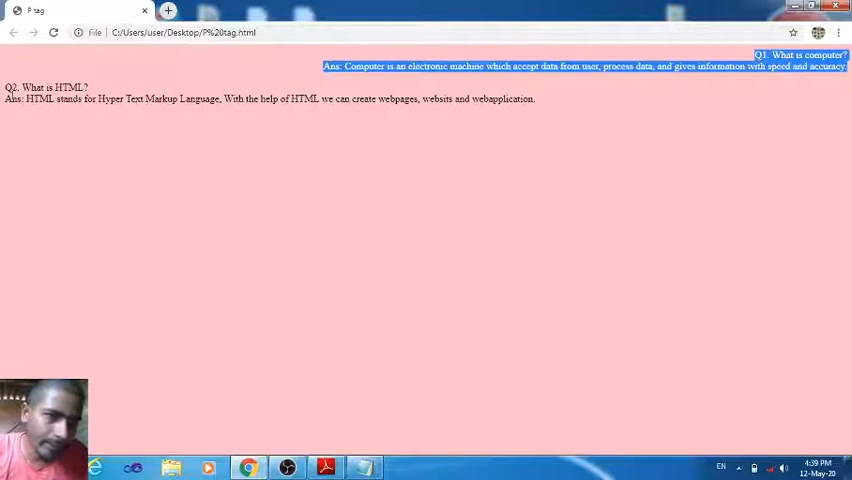 P tag
File
C:/Users/user/Desktop/P%20tag.html
Q1. What is computer?
Ans: Computer is an electronic machine which accept data from user, process data, and gives information with speed and accuracy.
Q2. What is HTML?
Ans: HTML stands for Hyper Text Markup Language, With the help of HTML we can create webpages, websits and webapplication.
EN
4:39 PM
12-May-20